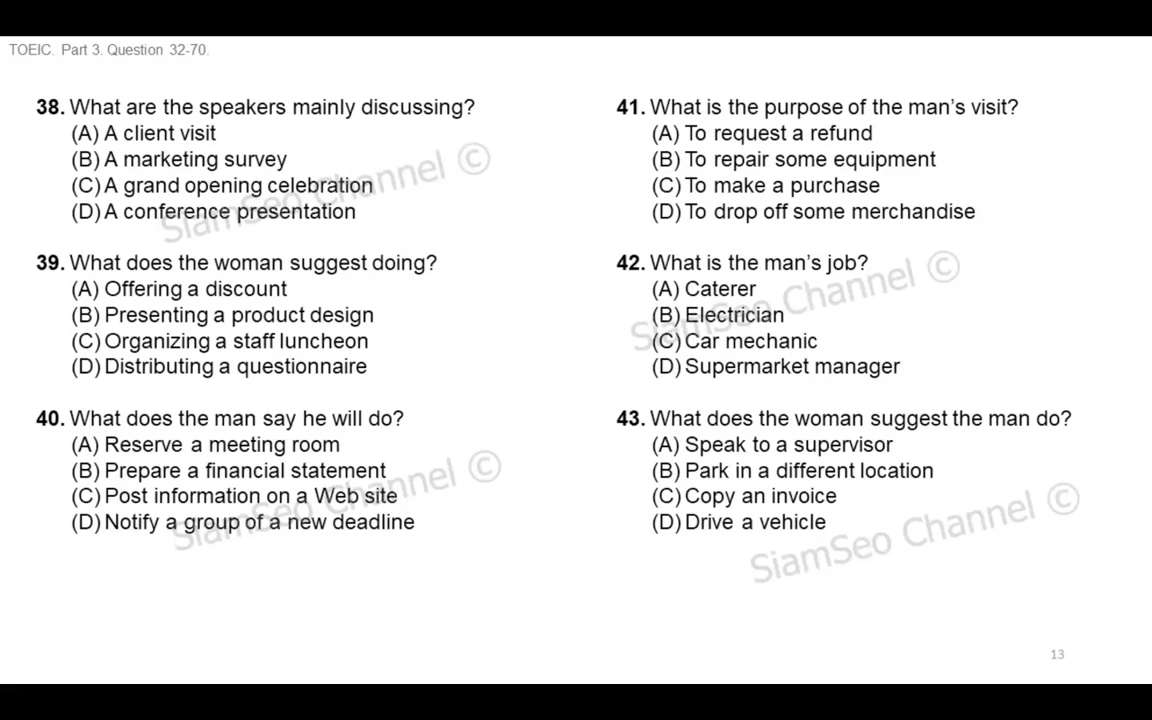 TOEIC. Part 3. Question 32-70.
38. What are the speakers mainly discussing?
(A) A client visit
(B) A marketing survey
(C) A grand opening celebration
(D) A conference presentation
39. What does the woman suggest doing?
(A) Offering a discount
(B) Presenting a product design
(C) Organizing a staff luncheon
(D) Distributing a questionnaire
40. What does the man say he will do?
(A) Reserve a meeting room
(B) Prepare a financial statement
(C) Post information on a Web site
(D) Notify a group of a new deadline
41. What is the purpose of the man's visit?
(A) To request a refund
(B) To repair some equipment
(C) To make a purchase
(D) To drop off some merchandise
42. What is the man's job?
(A) Caterer
(B) Electrician
(C) Car mechanic
(D) Supermarket manager
43. What does the woman suggest the man do?
(A) Speak to a supervisor
(B) Park in a different location
(C) Copy an invoice
(D) Drive a vehicle
SiamSeo Channel ©
SiamSeo Channel ©
SiamSeo Channel ©
SiamSeo Channel ©
13